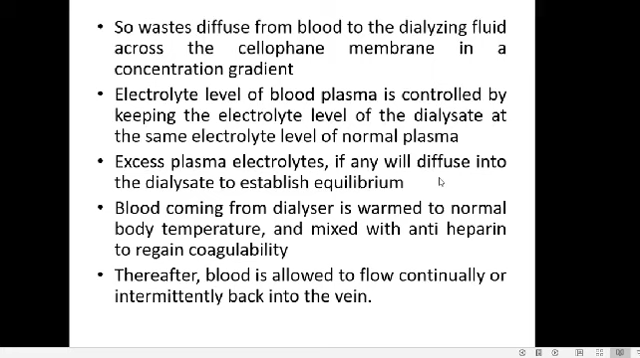 • So wastes diffuse from blood to the dialyzing fluid
across the cellophane membrane in a
concentration gradient
• Electrolyte level of blood plasma is controlled by
keeping the electrolyte level of the dialysate at
the same electrolyte level of normal plasma
• Excess plasma electrolytes, if any will diffuse into
the dialysate to establish equilibrium
• Blood coming from dialyser is warmed to normal
body temperature, and mixed with anti heparin
to regain coagulability
• Thereafter, blood is allowed to flow continually or
intermittently back into the vein.